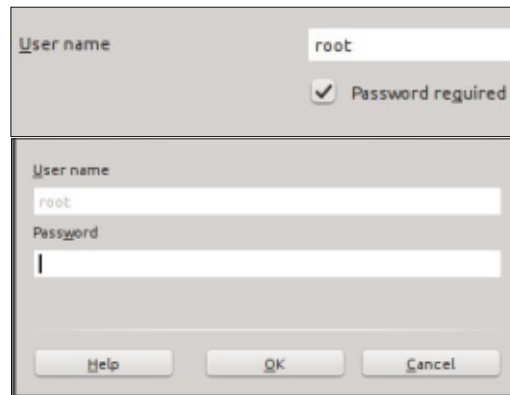 User name
root
Password required
User name
root
Password
Help
OK
Cancel